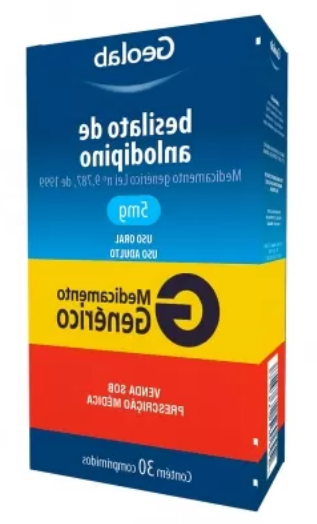 Geolab
besilato de
anlodipino
Medicamento genérico Lei nº 9.787, de 1999
5mg
USO ORAL
USO ADULTO
G Medicamento
Genérico
VENDA SOB
PRESCRIÇÃO MÉDICA
Contém 30 comprimidos
Geolab